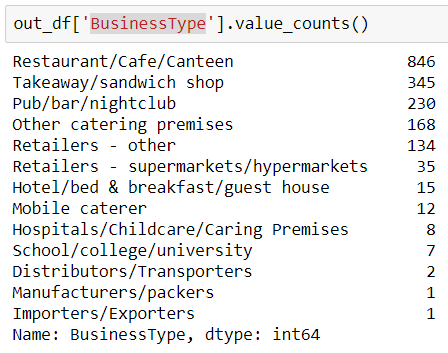 out_df['BusinessType'].value_counts()
Restaurant/Cafe/Canteen 846
Takeaway/sandwich shop 345
Pub/bar/nightclub 230
Other catering premises 168
Retailers - other 134
Retailers - supermarkets/hypermarkets 35
Hotel/bed & breakfast/guest house 15
Mobile caterer 12
Hospitals/Childcare/Caring Premises 8
School/college/university 7
Distributors/Transporters 2
Manufacturers/packers 1
Importers/Exporters 1
Name: BusinessType, dtype: int64